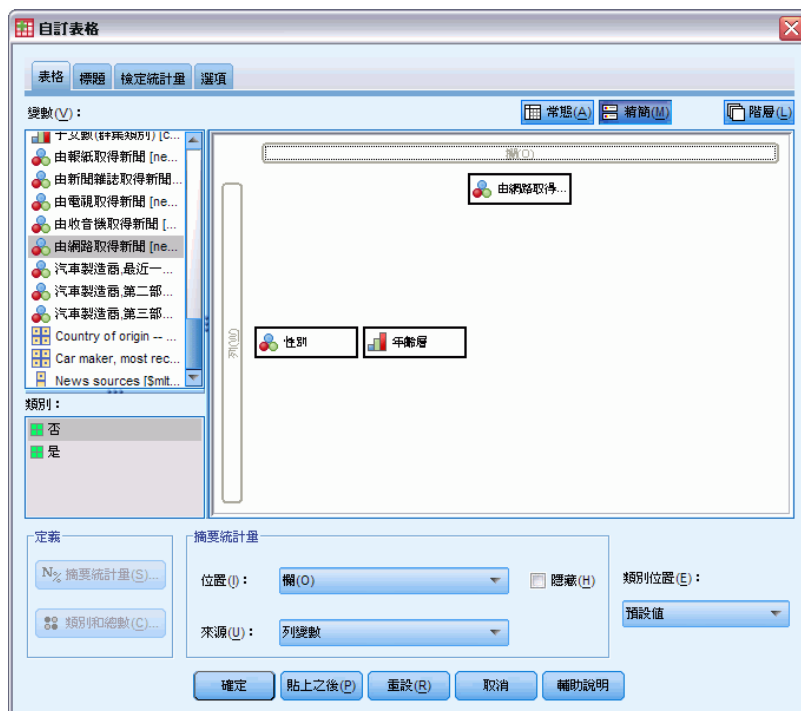 自訂表格
表格 標題 檢定統計量 選項
變數(V)：
常態(A) 精簡(M) 階層(L)
子女數(群集類別) [c...
由報紙取得新聞 [ne...
由新聞雜誌取得新聞...
由電視取得新聞 [ne...
由收音機取得新聞 [...
由網路取得新聞 [ne...
汽車製造商,最近一...
汽車製造商,第二部...
汽車製造商,第三部...
Country of origin -- ...
Car maker, most rec...
News sources [$mlt...
欄(O)
由網路取得...
列(W)
性別 年齡層
類別：
否
是
定義
N% 摘要統計量(S)...
類別和總數(C)...
摘要統計量
位置(I)： 欄(O) 隱藏(H)
來源(U)： 列變數
類別位置(E)：
預設值
確定 貼上之後(P) 重設(R) 取消 輔助說明